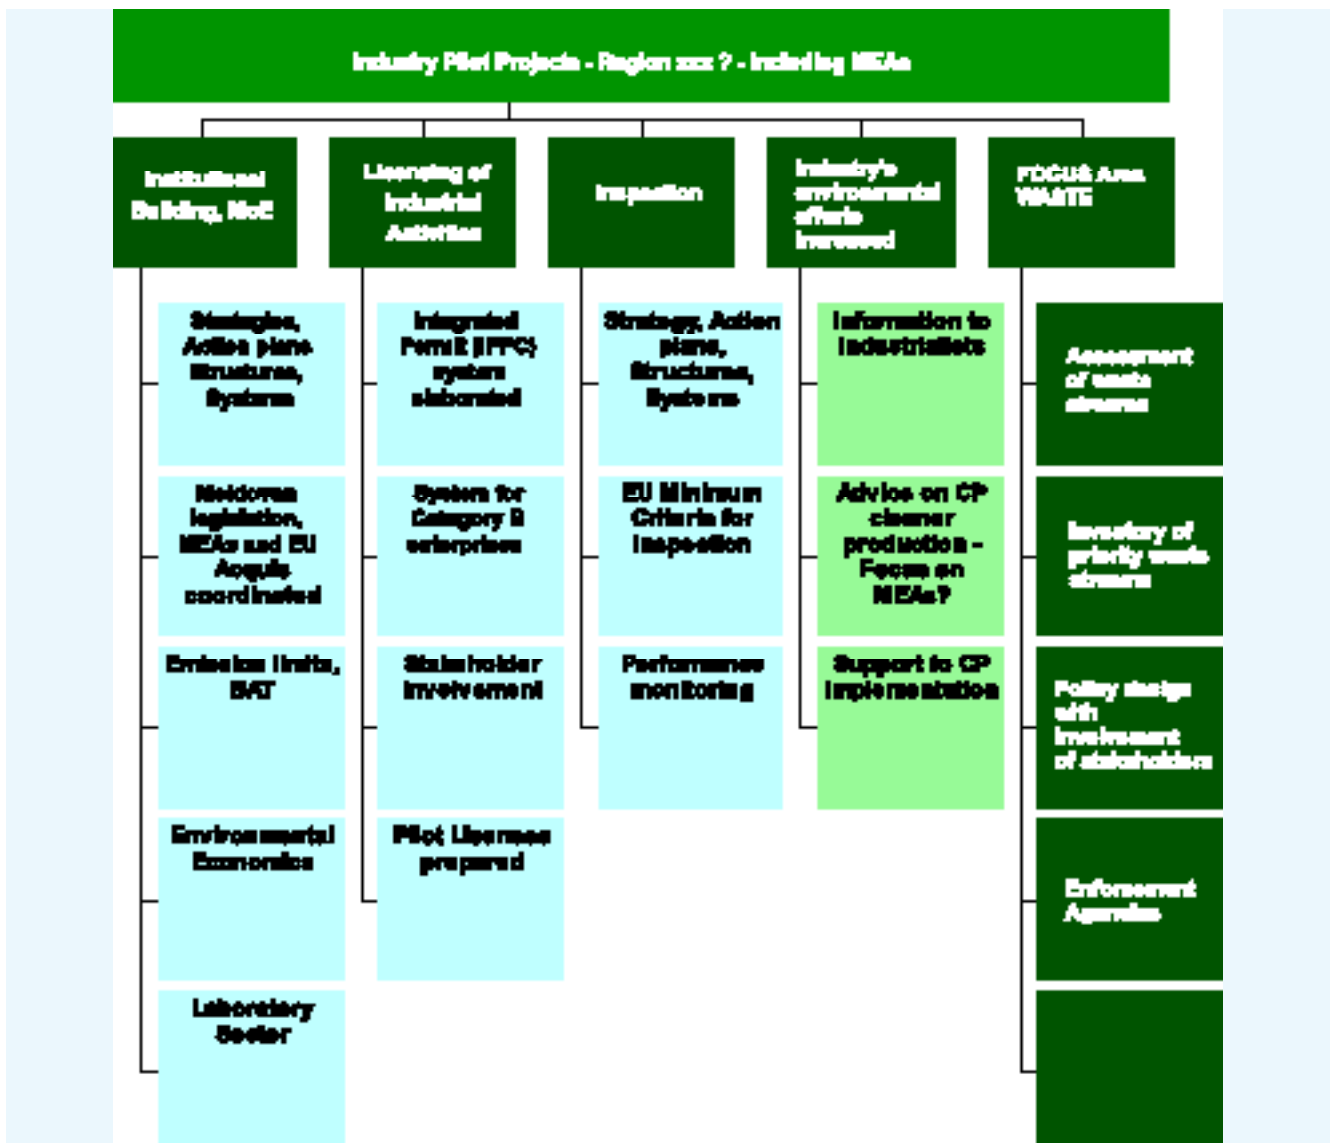 Industry Pilot Projects - Region xxx ? - Including MEAs
Institutional
Building, MoE
Licensing of
Industrial
Activities
Inspection
Industry's
environmental
efforts
increased
FOCUS Area
WASTE
Strategies,
Action plans
Structures,
Systems
Moldovan
legislation,
MEAs and EU
Acquis
coordinated
Emission limits,
BAT
Environmental
Economics
Laboratory
Sector
Integrated
Permit (IPPC)
system
elaborated
System for
Category B
enterprises
Stakeholder
involvement
Pilot Licenses
prepared
Strategy, Action
plans,
Structures,
Systems
EU Minimum
Criteria for
Inspection
Performance
monitoring
Information to
Industrialists
Advice on CP
cleaner
production -
Focus on
MEAs?
Support to CP
implementation
Assessment
of waste
streams
Inventory of
priority waste
stream
Policy design
with
involvement
of stakeholders
Enforcement
Agencies